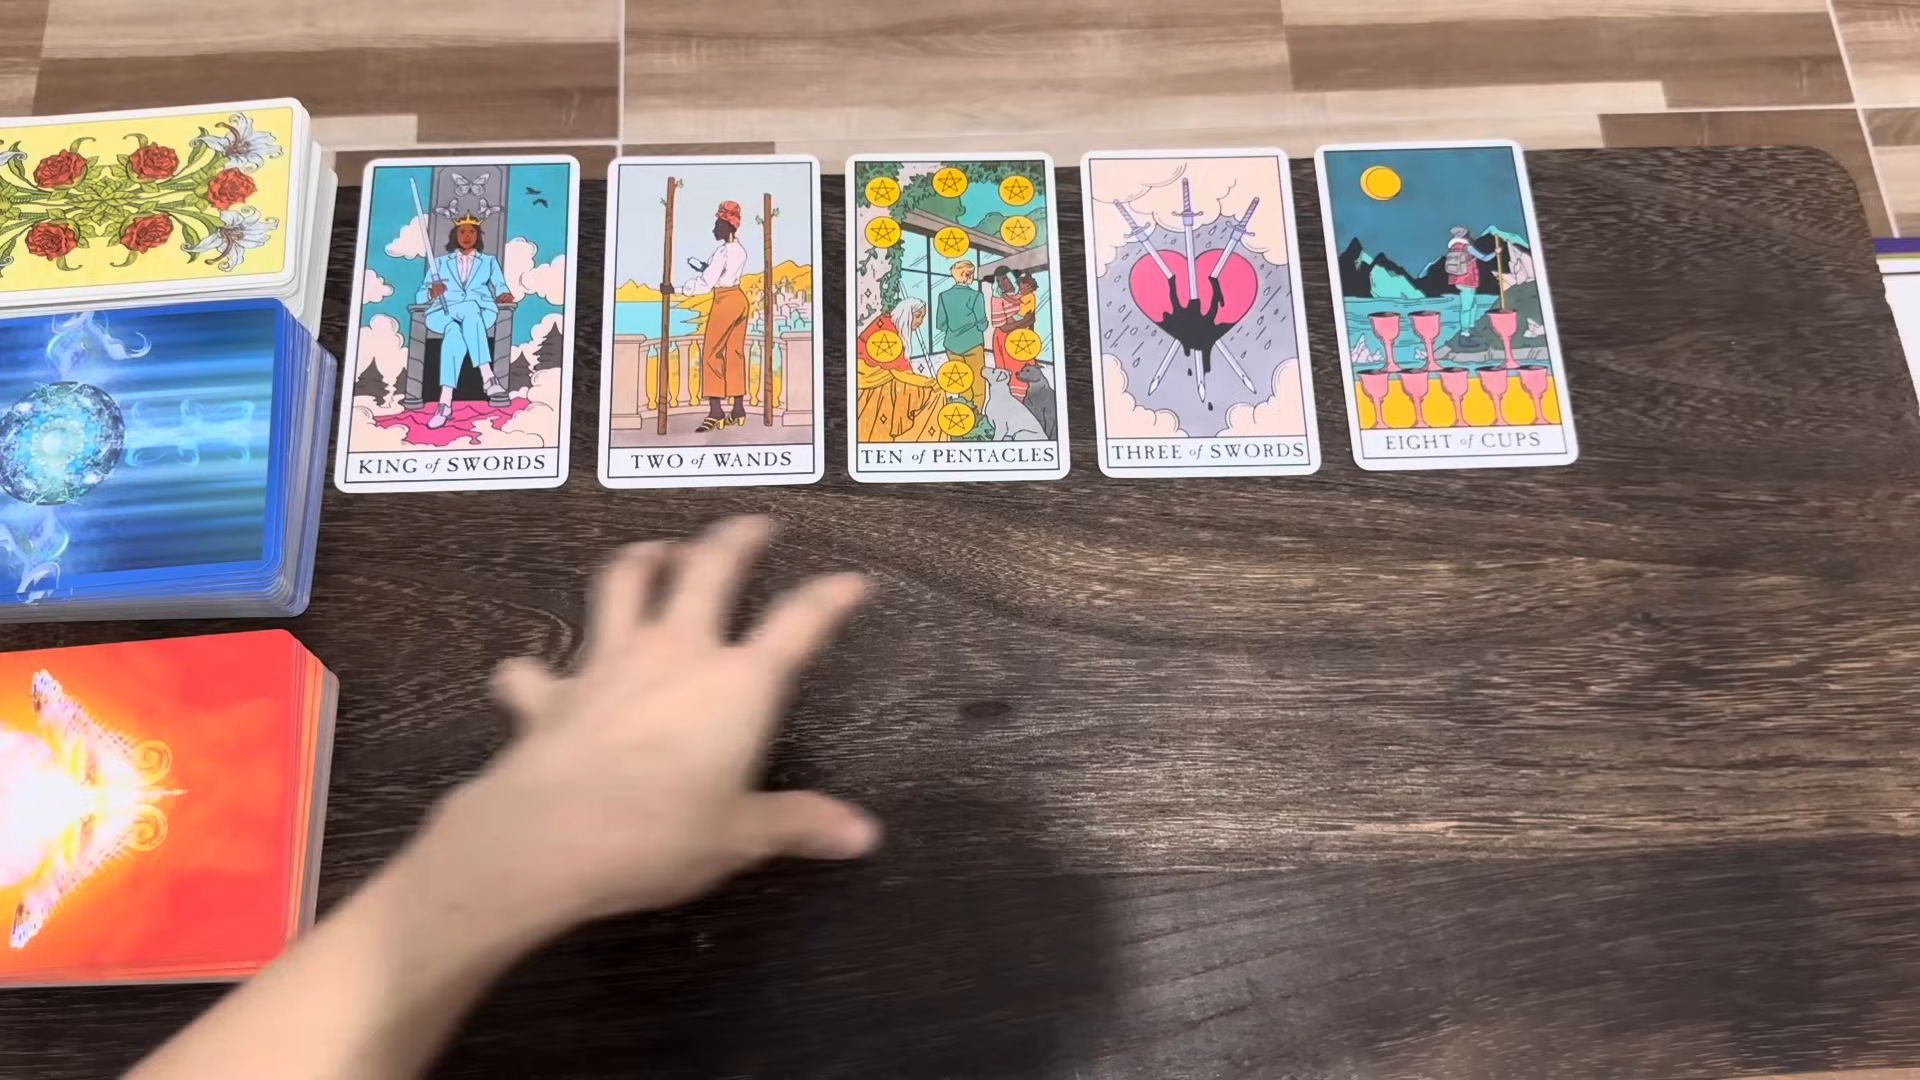 KING of SWORDS
TWO of WANDS
TEN of PENTACLES
THREE of SWORDS
EIGHT of CUPS